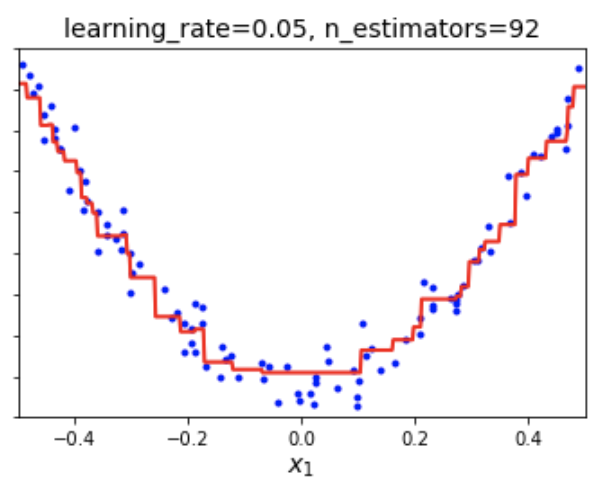 learning_rate=0.05, n_estimators=92
−0.4 −0.2 0.0 0.2 0.4
x₁